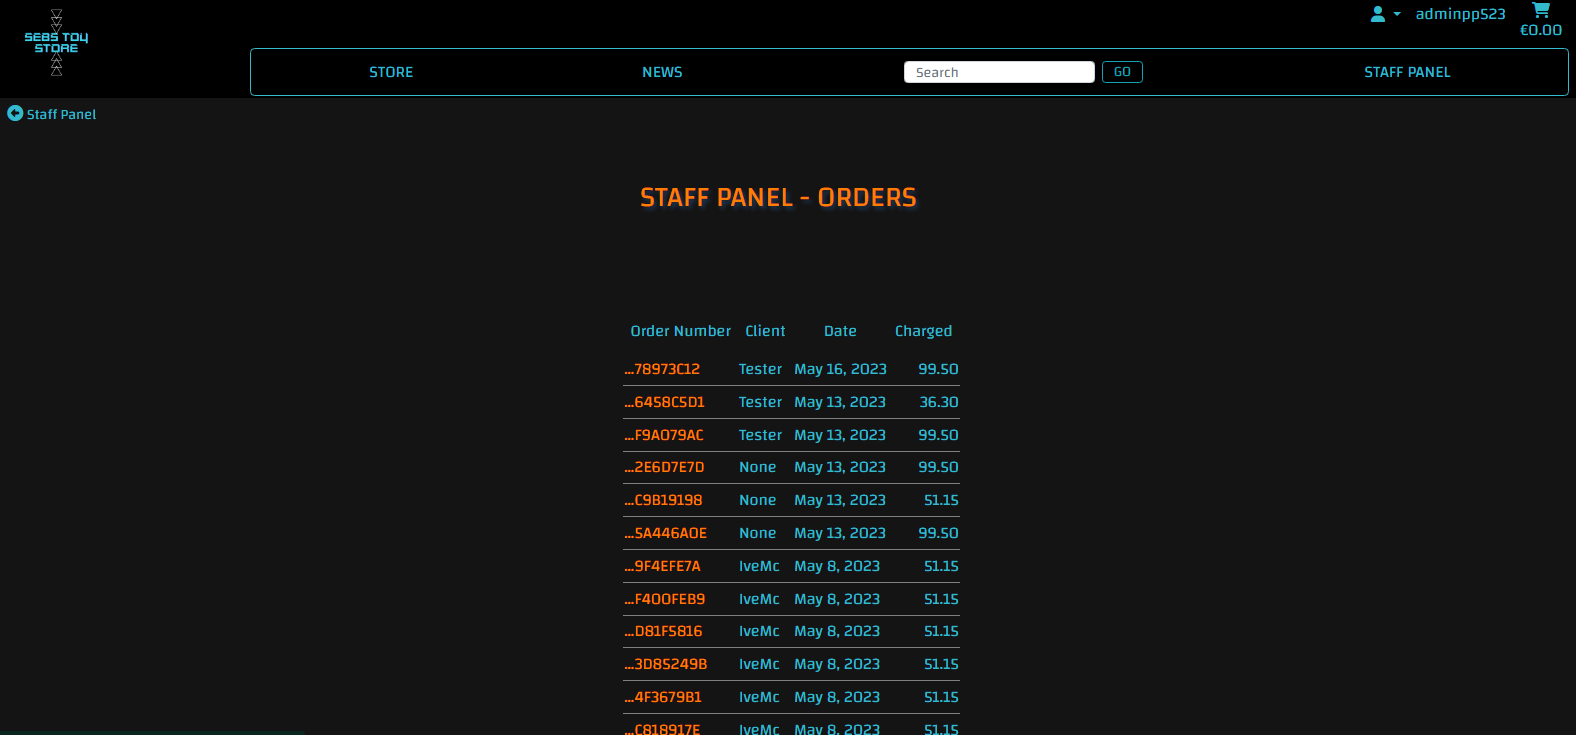 SEBS TOY
STORE
adminpp523
€0.00
STORE NEWS Search GO STAFF PANEL
Staff Panel
STAFF PANEL - ORDERS
Order Number Client Date Charged
...78973C12 Tester May 16, 2023 99.50
...6458C5D1 Tester May 13, 2023 36.30
...F9A079AC Tester May 13, 2023 99.50
...2E6D7E7D None May 13, 2023 99.50
...C9B19198 None May 13, 2023 51.15
...5A446A0E None May 13, 2023 99.50
...9F4EFE7A IveMc May 8, 2023 51.15
...F400FEB9 IveMc May 8, 2023 51.15
...D81F5816 IveMc May 8, 2023 51.15
...3D85249B IveMc May 8, 2023 51.15
...4F3679B1 IveMc May 8, 2023 51.15
...C818917E IveMc May 8, 2023 51.15